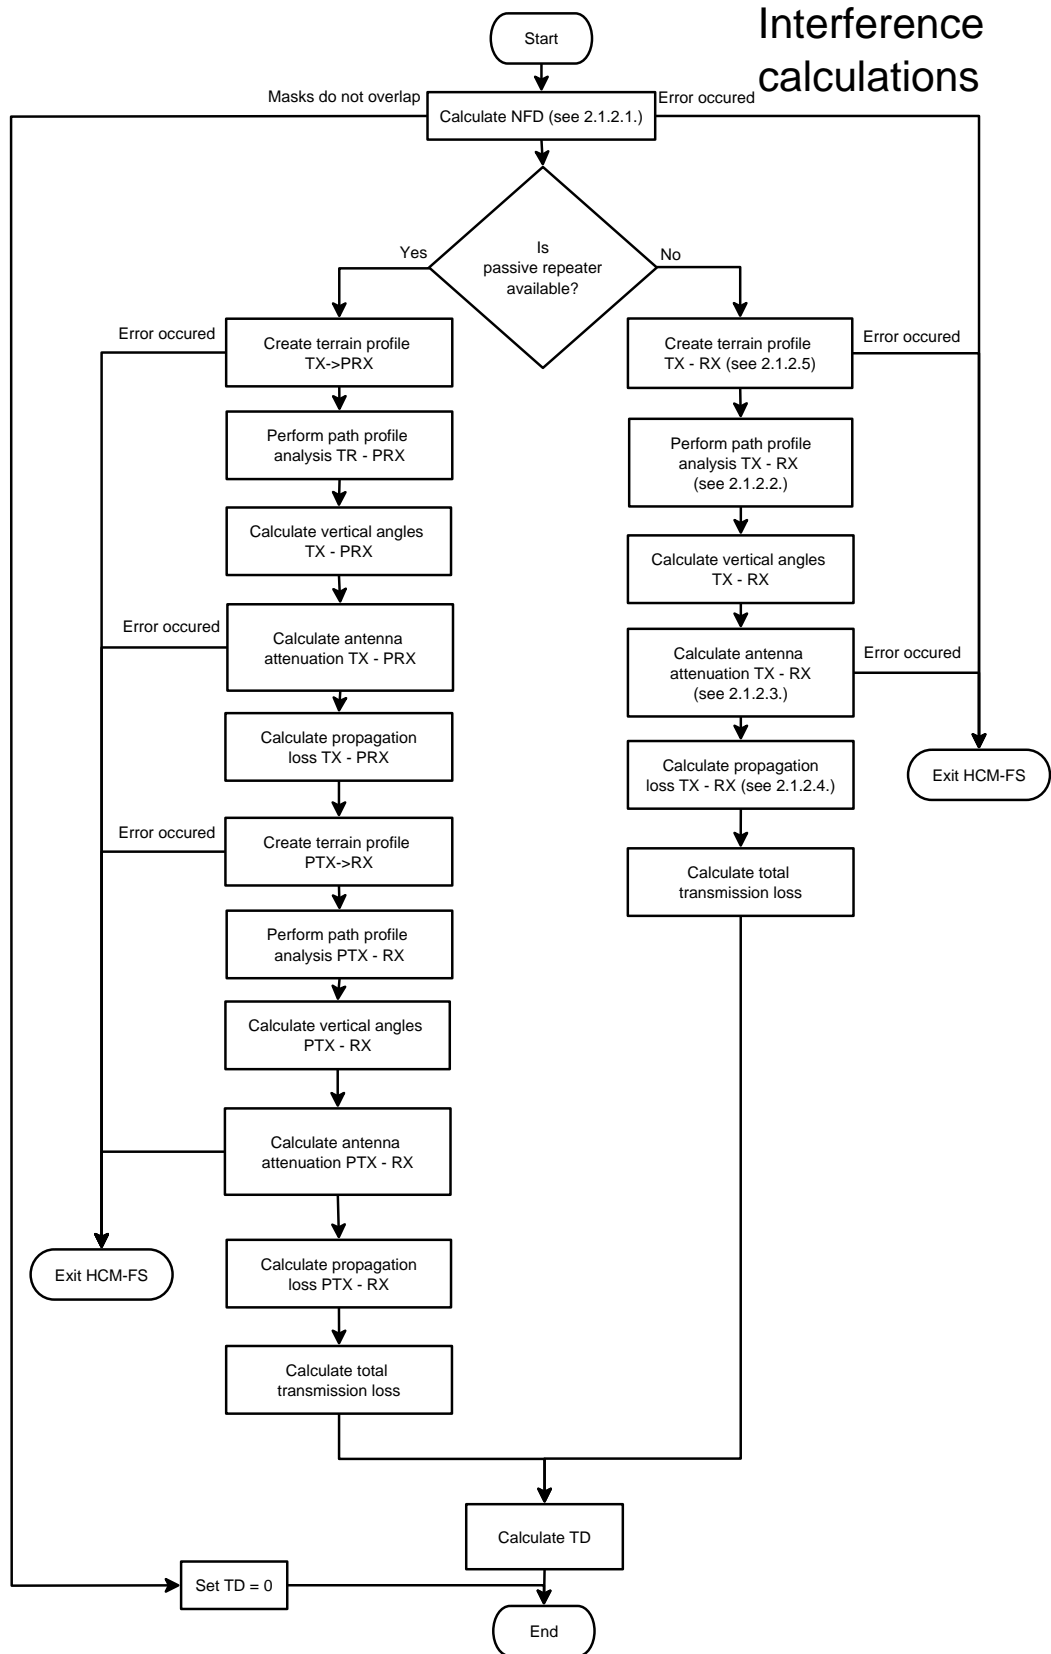 Interference
calculations
Start
Masks do not overlap
Error occured
Calculate NFD (see 2.1.2.1.)
Is
passive repeater
available?
Yes
No
Error occured
Create terrain profile
TX->PRX
Perform path profile
analysis TR - PRX
Calculate vertical angles
TX - PRX
Error occured
Calculate antenna
attenuation TX - PRX
Calculate propagation
loss TX - PRX
Error occured
Create terrain profile
PTX->RX
Perform path profile
analysis PTX - RX
Calculate vertical angles
PTX - RX
Calculate antenna
attenuation PTX - RX
Exit HCM-FS
Calculate propagation
loss PTX - RX
Calculate total
transmission loss
Create terrain profile
TX - RX (see 2.1.2.5)
Error occured
Perform path profile
analysis TX - RX
(see 2.1.2.2.)
Calculate vertical angles
TX - RX
Calculate antenna
attenuation TX - RX
(see 2.1.2.3.)
Error occured
Calculate propagation
loss TX - RX (see 2.1.2.4.)
Exit HCM-FS
Calculate total
transmission loss
Calculate TD
Set TD = 0
End